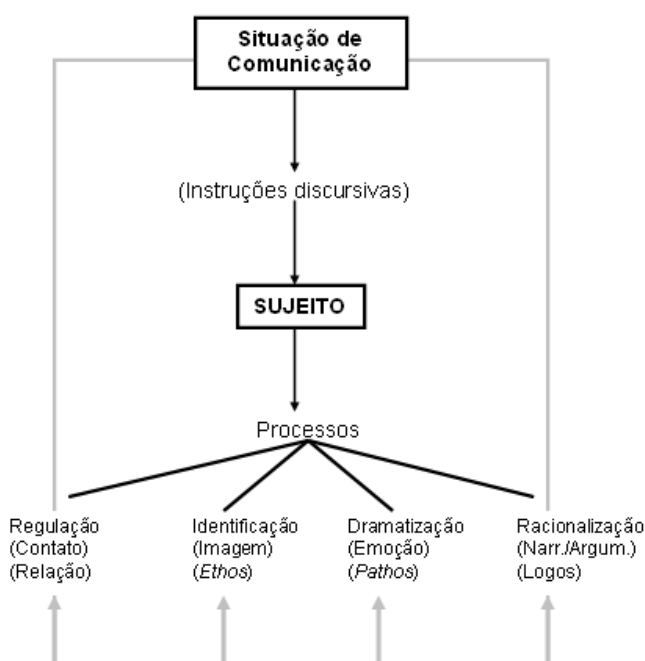 Situação de
Comunicação
(Instruções discursivas)
SUJEITO
Processos
Regulação
(Contato)
(Relação)
Identificação
(Imagem)
(Ethos)
Dramatização
(Emoção)
(Pathos)
Racionalização
(Narr./Argum.)
(Logos)